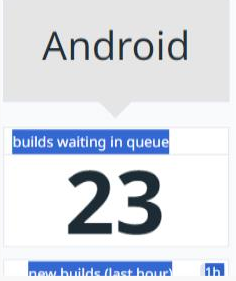 Android
builds waiting in queue
23
new builds (last hour) 1h